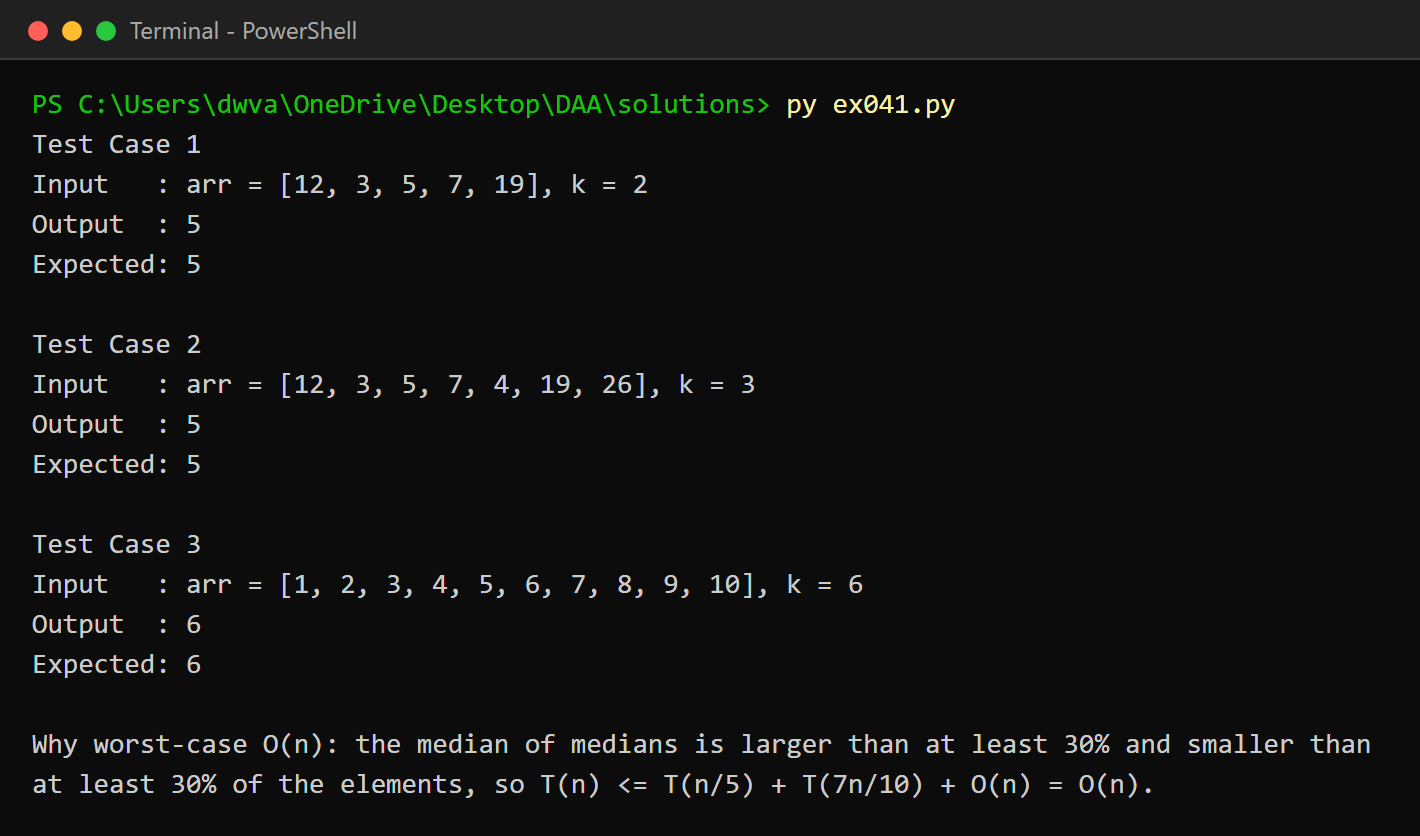 Terminal - PowerShell
PS C:\Users\dwva\OneDrive\Desktop\DAA\solutions> py ex041.py
Test Case 1
Input   : arr = [12, 3, 5, 7, 19], k = 2
Output  : 5
Expected: 5

Test Case 2
Input   : arr = [12, 3, 5, 7, 4, 19, 26], k = 3
Output  : 5
Expected: 5

Test Case 3
Input   : arr = [1, 2, 3, 4, 5, 6, 7, 8, 9, 10], k = 6
Output  : 6
Expected: 6

Why worst-case O(n): the median of medians is larger than at least 30% and smaller than
at least 30% of the elements, so T(n) <= T(n/5) + T(7n/10) + O(n) = O(n).